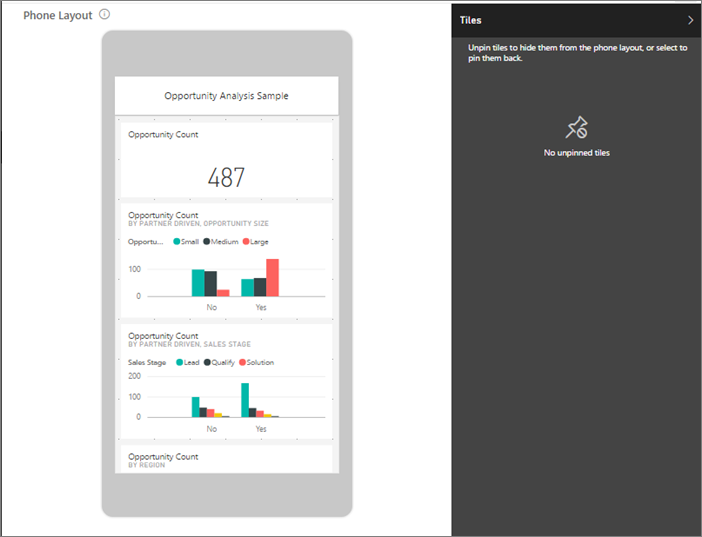 Phone Layout
Opportunity Analysis Sample
Opportunity Count
487
Opportunity Count
BY PARTNER DRIVEN, OPPORTUNITY SIZE
Opportu... Small Medium Large
100
0
No Yes
Opportunity Count
BY PARTNER DRIVEN, SALES STAGE
Sales Stage Lead Qualify Solution
200
100
0
No Yes
Opportunity Count
BY REGION
Tiles
Unpin tiles to hide them from the phone layout, or select to
pin them back.
No unpinned tiles